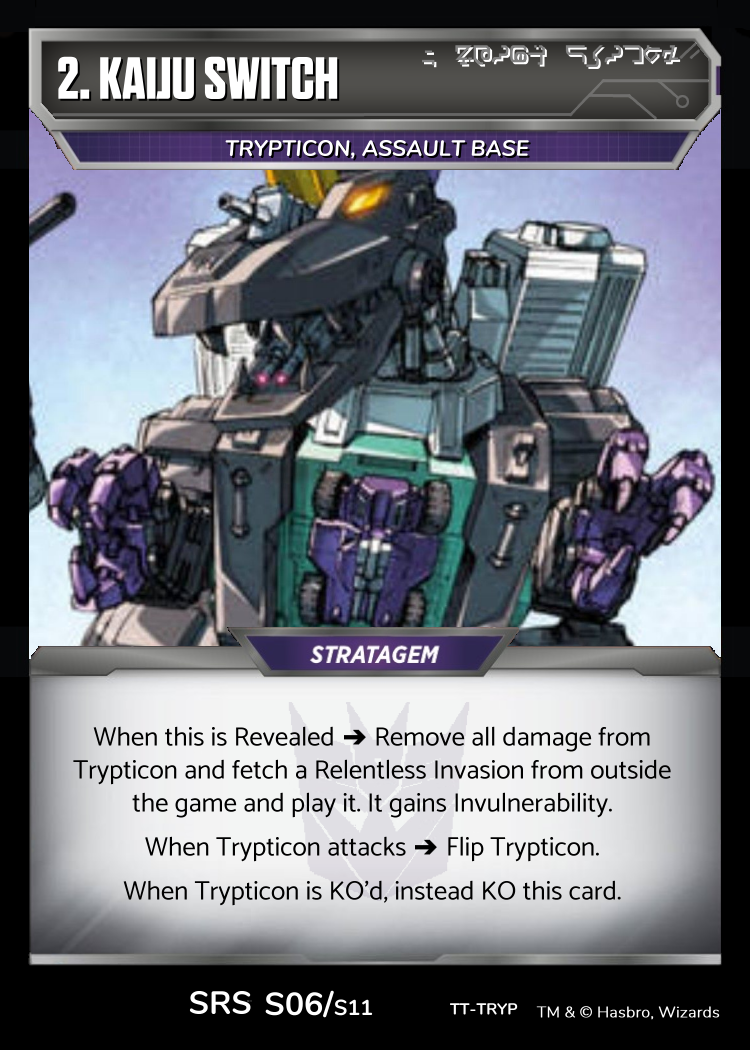 2. KAIJU SWITCH
TRYPTICON, ASSAULT BASE
STRATAGEM
When this is Revealed ➔ Remove all damage from
Trypticon and fetch a Relentless Invasion from outside
the game and play it. It gains Invulnerability.
When Trypticon attacks ➔ Flip Trypticon.
When Trypticon is KO’d, instead KO this card.
SRS S06/S11
TT-TRYP
TM & © Hasbro, Wizards